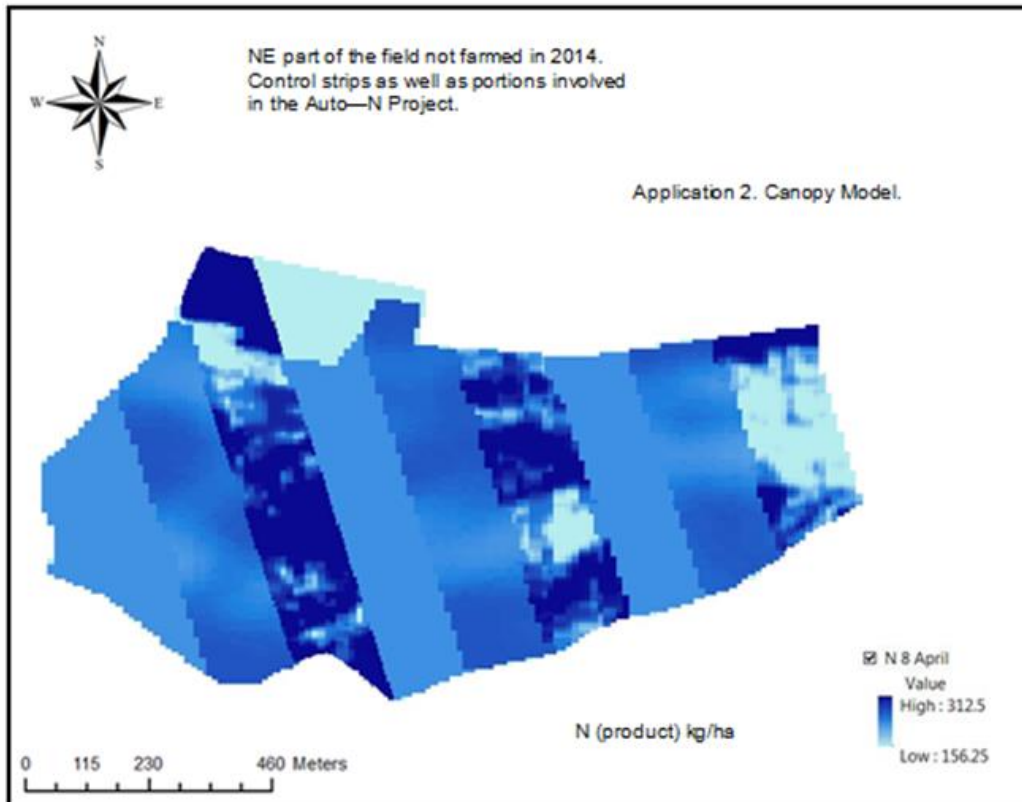 N
W E
S
NE part of the field not farmed in 2014.
Control strips as well as portions involved
in the Auto—N Project.
Application 2. Canopy Model.
N 8 April
Value
High : 312.5
Low : 156.25
N (product) kg/ha
0 115 230 460 Meters